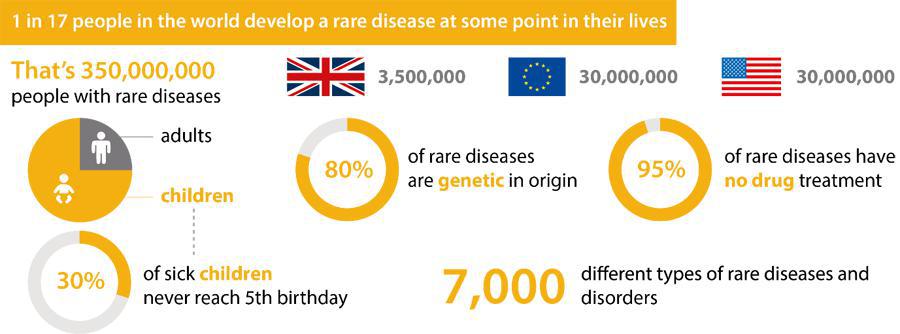 1 in 17 people in the world develop a rare disease at some point in their lives
That's 350,000,000
people with rare diseases
3,500,000
30,000,000
30,000,000
adults
children
80%
of rare diseases
are genetic in origin
95%
of rare diseases have
no drug treatment
30%
of sick children
never reach 5th birthday
7,000
different types of rare diseases and
disorders